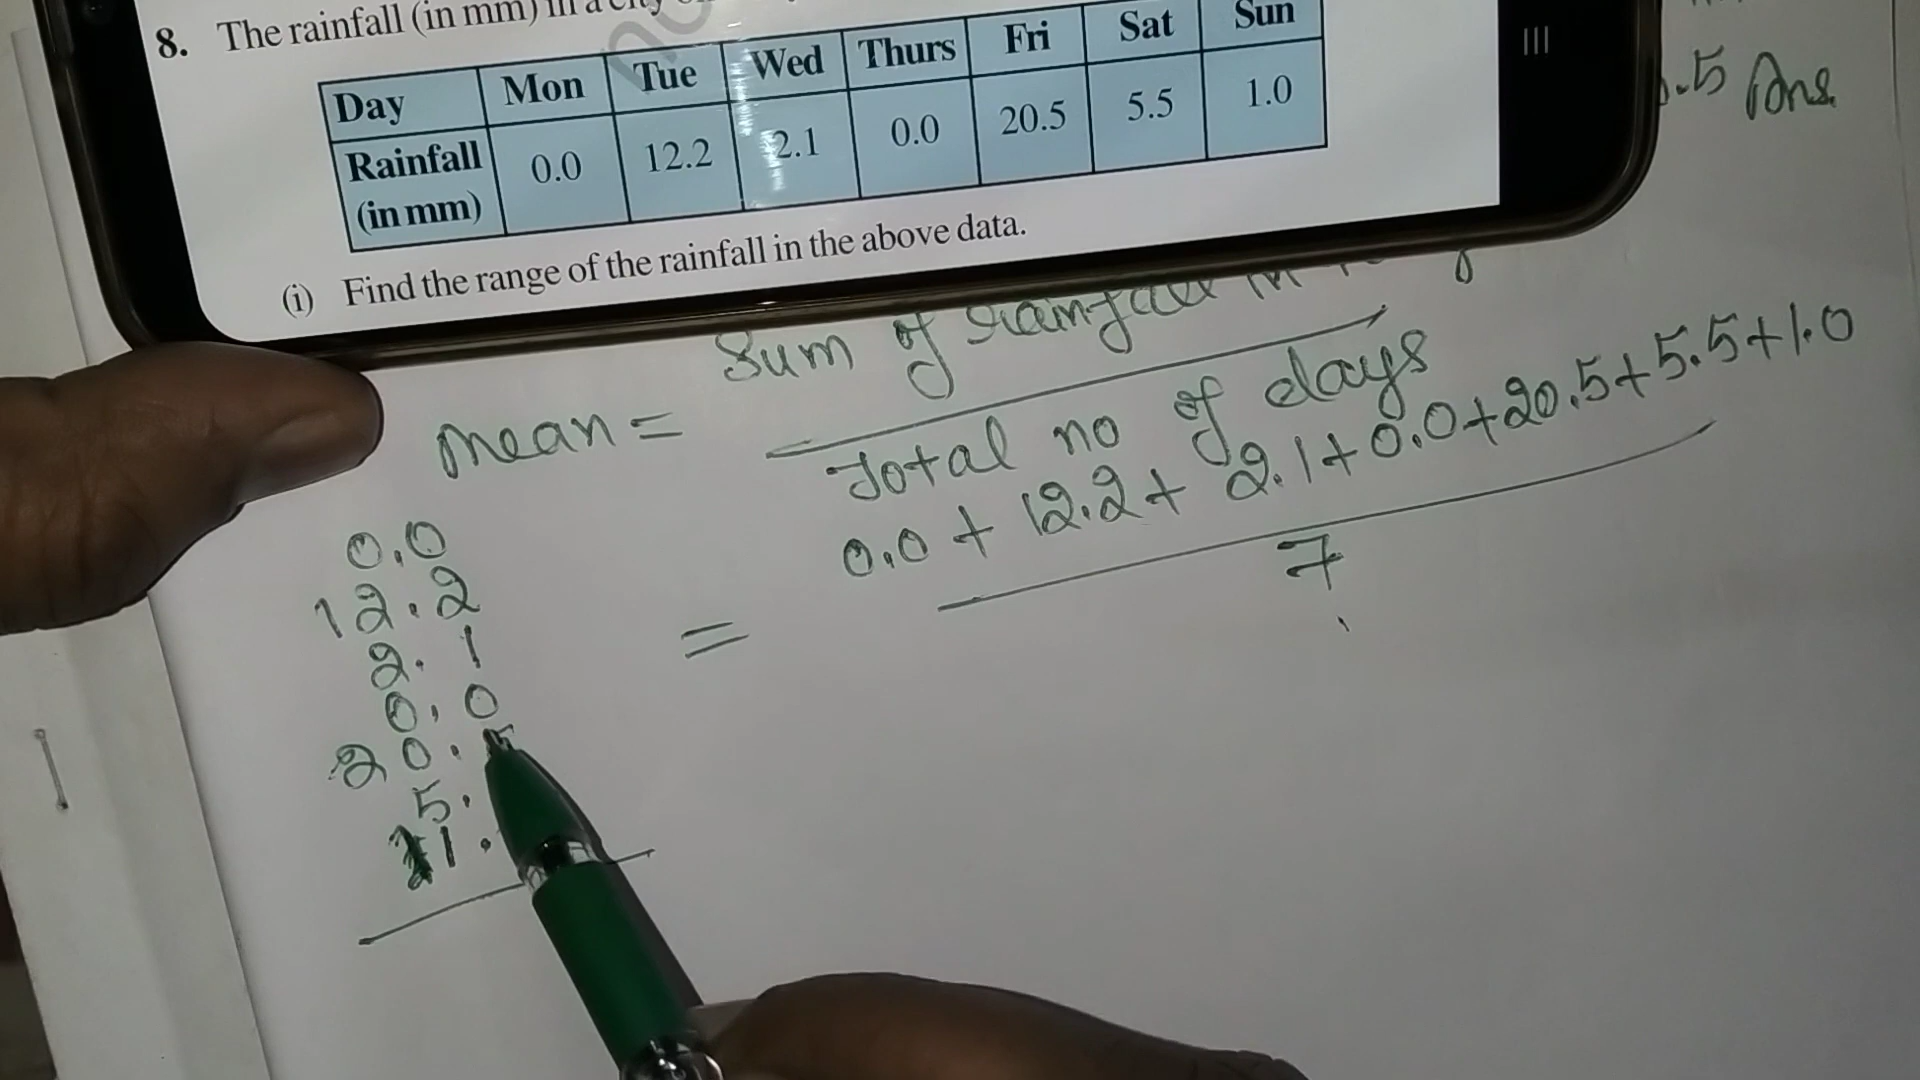 8. The rainfall (in mm) in a city
Day Mon Tue Wed Thurs Fri Sat Sun
Rainfall (in mm) 0.0 12.2 2.1 0.0 20.5 5.5 1.0
(i) Find the range of the rainfall in the above data.
.5 Ans.
Sum of rainfall in
mean =
Total no of days
0.0 + 12.2 + 2.1 + 0.0 + 20.5 + 5.5 + 1.0
=
7
0.0
12.2
2.1
0.0
20.5
5.
1.